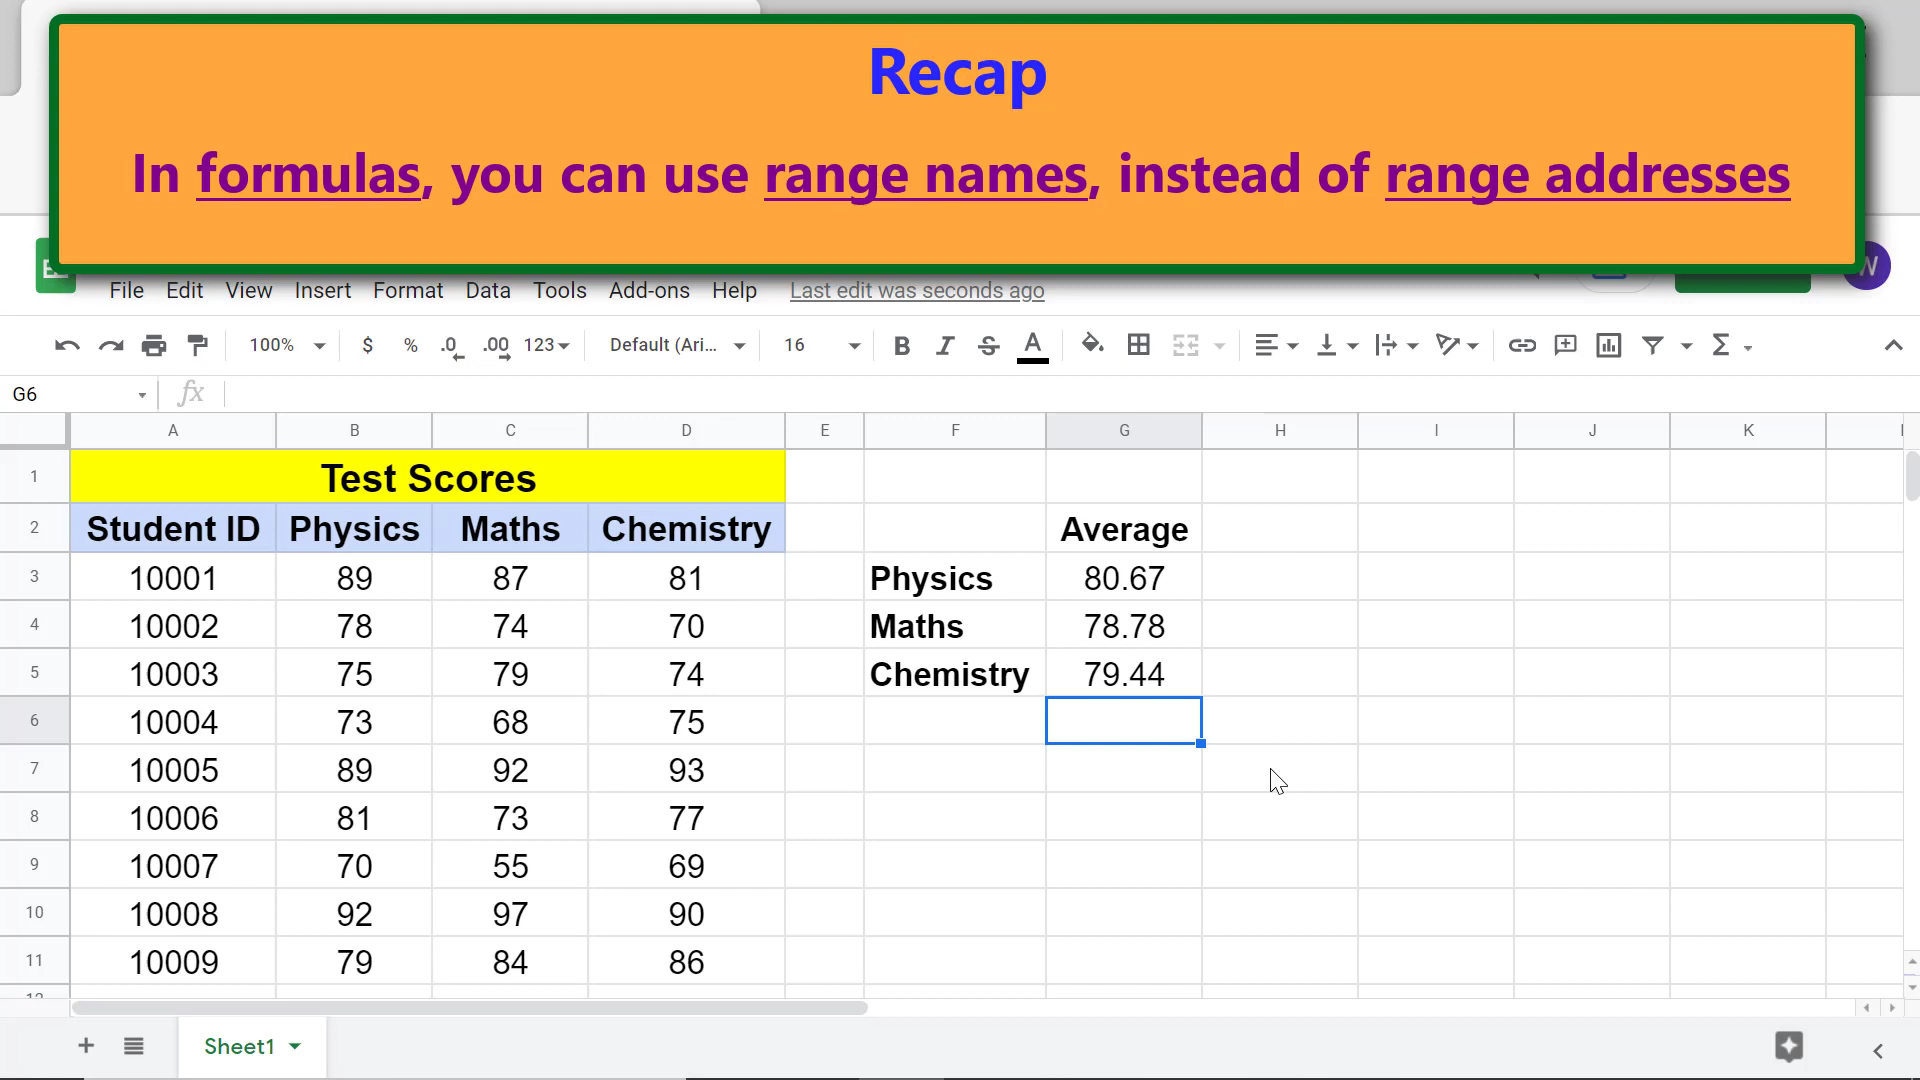 Recap
In formulas, you can use range names, instead of range addresses
W
File Edit View Insert Format Data Tools Add-ons Help Last edit was seconds ago
100% $ % .0 .00 123 Default (Ari... 16 B I S A Σ
G6 fx
A B C D E F G H I J K
1 Test Scores
2 Student ID Physics Maths Chemistry Average
3 10001 89 87 81 Physics 80.67
4 10002 78 74 70 Maths 78.78
5 10003 75 79 74 Chemistry 79.44
6 10004 73 68 75
7 10005 89 92 93
8 10006 81 73 77
9 10007 70 55 69
10 10008 92 97 90
11 10009 79 84 86
12
Sheet1